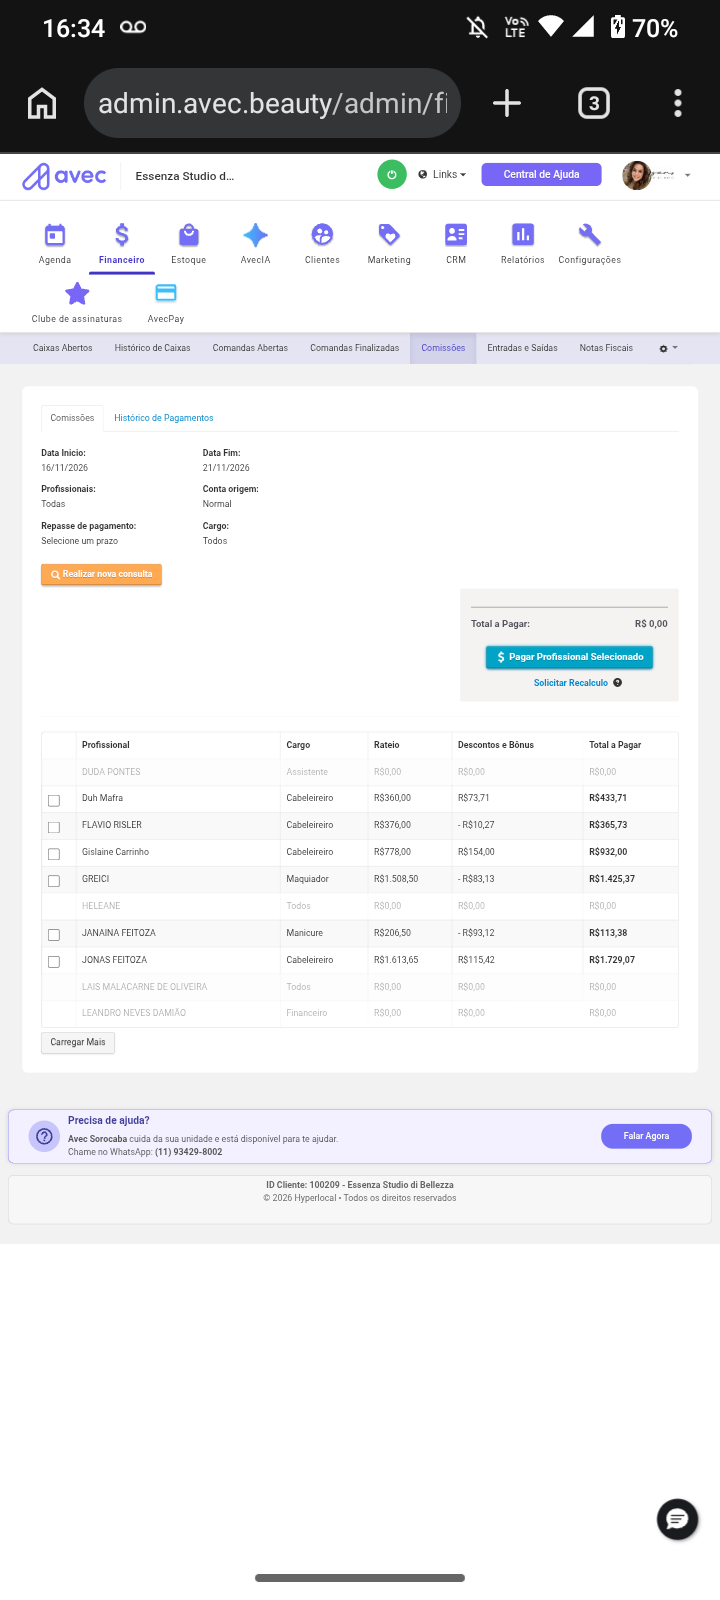 16:34
Vo LTE
70%
admin.avec.beauty/admin/fi
3
avec
Essenza Studio d...
Links
Central de Ajuda
Agenda
Financeiro
Estoque
AvecIA
Clientes
Marketing
CRM
Relatórios
Configurações
Clube de assinaturas
AvecPay
Caixas Abertos
Histórico de Caixas
Comandas Abertas
Comandas Finalizadas
Comissões
Entradas e Saídas
Notas Fiscais
Comissões
Histórico de Pagamentos
Data Inicio:
Data Fim:
16/11/2026
21/11/2026
Profissionais:
Conta origem:
Todas
Normal
Repasse de pagamento:
Cargo:
Selecione um prazo
Todos
Realizar nova consulta
Total a Pagar: R$ 0,00
$ Pagar Profissional Selecionado
Solicitar Recalculo ?
Profissional Cargo Rateio Descontos e Bônus Total a Pagar
DUDA PONTES Assistente R$0,00 R$0,00 R$0,00
Duh Mafra Cabeleireiro R$360,00 R$73,71 R$433,71
FLAVIO RISLER Cabeleireiro R$376,00 - R$10,27 R$365,73
Gislaine Carrinho Cabeleireiro R$778,00 R$154,00 R$932,00
GREICI Maquiador R$1.508,50 - R$83,13 R$1.425,37
HELEANE Todos R$0,00 R$0,00 R$0,00
JANAINA FEITOZA Manicure R$206,50 - R$93,12 R$113,38
JONAS FEITOZA Cabeleireiro R$1.613,65 R$115,42 R$1.729,07
LAIS MALACARNE DE OLIVEIRA Todos R$0,00 R$0,00 R$0,00
LEANDRO NEVES DAMIÃO Financeiro R$0,00 R$0,00 R$0,00
Carregar Mais
Precisa de ajuda?
Avec Sorocaba cuida da sua unidade e está disponível para te ajudar.
Chame no WhatsApp: (11) 93429-8002
Falar Agora
ID Cliente: 100209 - Essenza Studio di Bellezza
© 2026 Hyperlocal • Todos os direitos reservados